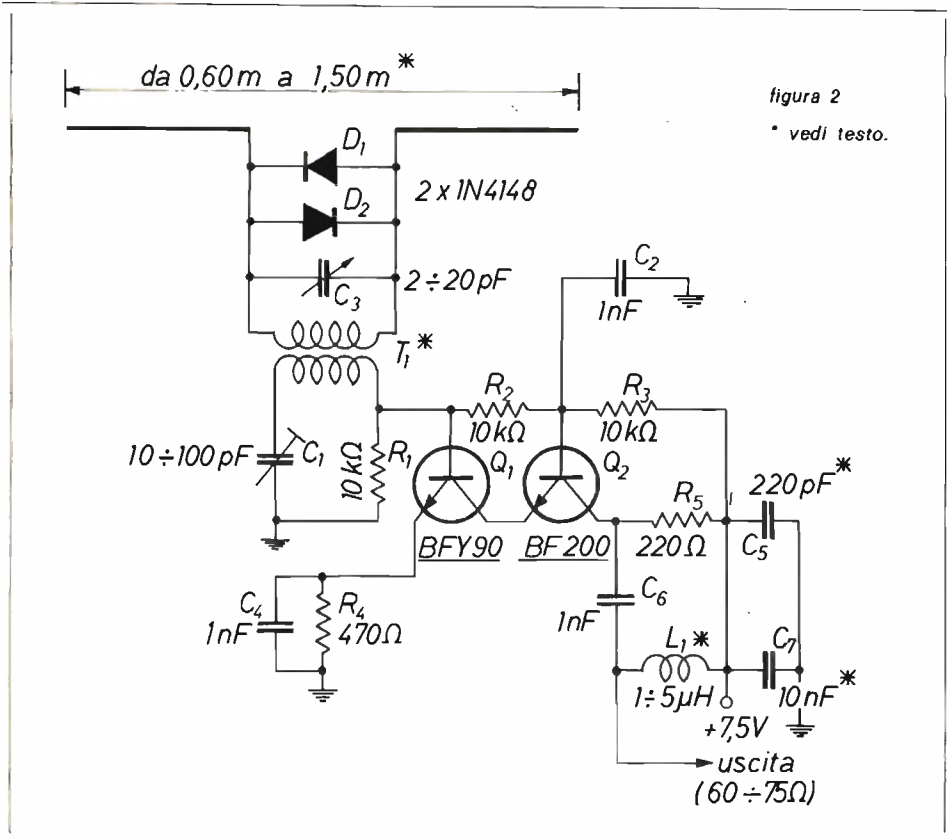 da 0,60 m a 1,50 m *
figura 2
* vedi testo.
D1
2 x 1N4148
D2
C3
2÷20 pF
C2
1nF
T1*
R2
10kΩ
R3
10kΩ
10÷100 pF
C1
10kΩ
R1
Q1
Q2
220 pF*
R5
220Ω
C5
BFY90
BF200
C4
1nF
R4
470Ω
C6
1nF
L1*
1÷5µH
C7
10 nF*
+7,5V
uscita
(60÷75Ω)